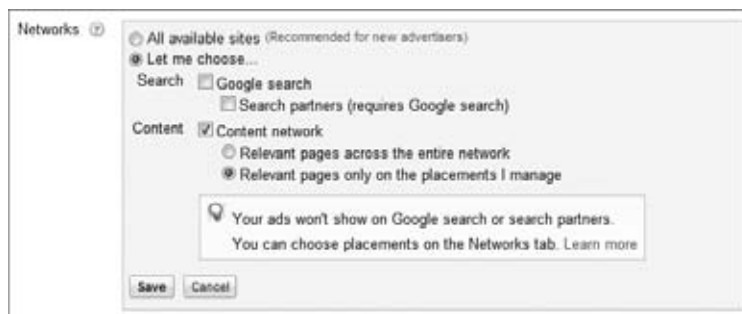 Networks ?
All available sites (Recommended for new advertisers)
Let me choose...
Search Google search
Search partners (requires Google search)
Content Content network
Relevant pages across the entire network
Relevant pages only on the placements I manage
Your ads won't show on Google search or search partners.
You can choose placements on the Networks tab. Learn more
Save Cancel